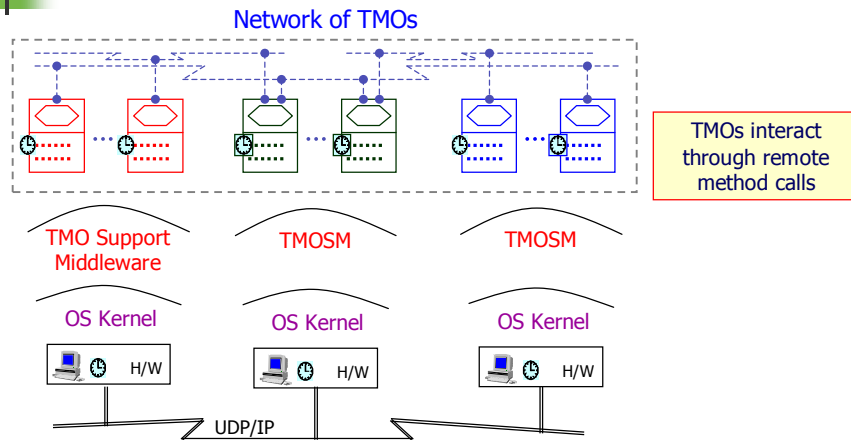 Network of TMOs
TMOs interact
through remote
method calls
TMO Support
Middleware
TMOSM
TMOSM
OS Kernel
OS Kernel
OS Kernel
H/W
H/W
H/W
UDP/IP